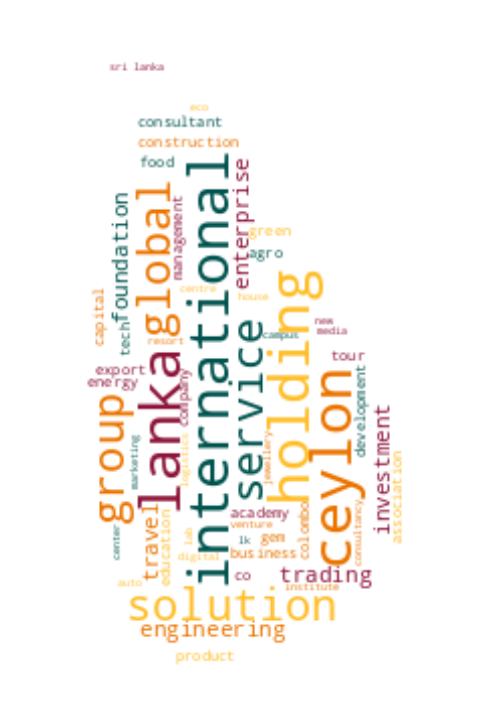 sri lanka
eco
consultant
construction
food
international
enterprise
global
management
foundation
green
agro
capital
tech
centre
house
holding
resort
lanka
service
campus
new
media
tour
export
energy
company
group
marketing
logistics
jewellery
ceylon
development
investment
association
travel
education
center
lab
digital
academy
venture
lk
gem
business
colombo
consultancy
co
trading
institute
auto
solution
engineering
product